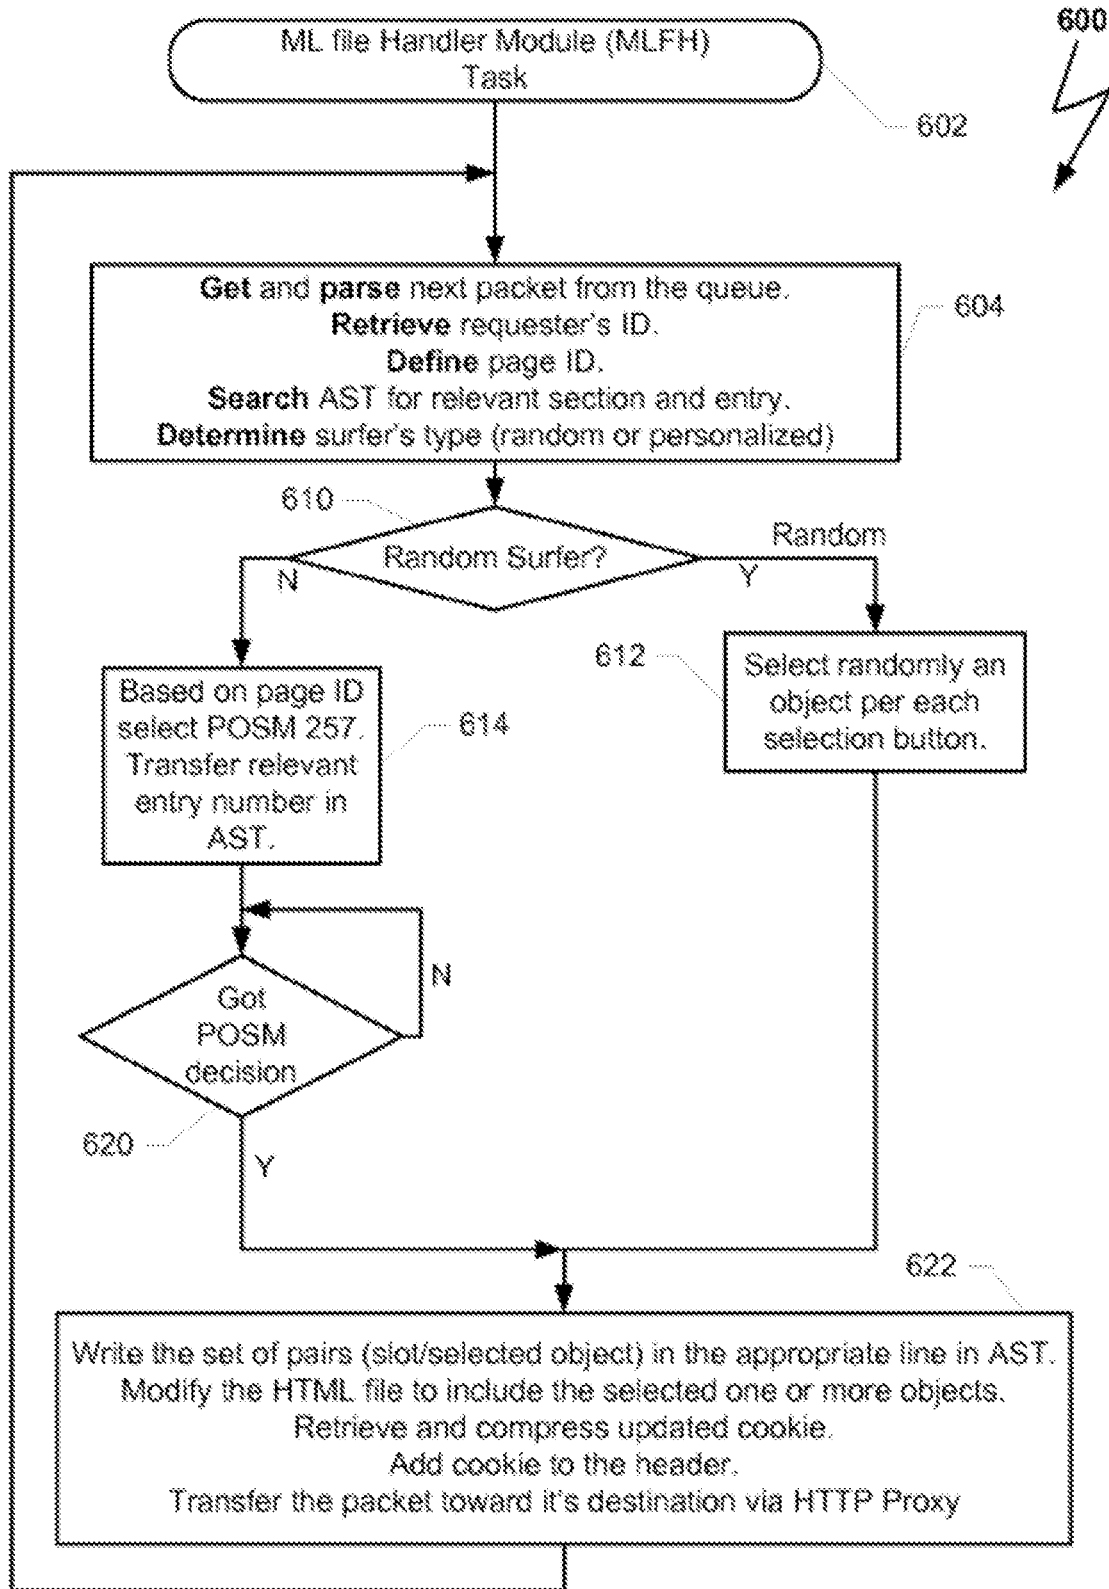 600
ML file Handler Module (MLFH)
Task
602
Get and parse next packet from the queue.
Retrieve requester's ID.
Define page ID.
Search AST for relevant section and entry.
Determine surfer's type (random or personalized)
604
610
Random Surfer?
N
Y
Random
Based on page ID
select POSM 257.
Transfer relevant
entry number in
AST.
614
612
Select randomly an
object per each
selection button.
Got
POSM
decision
N
620
Y
622
Write the set of pairs (slot/selected object) in the appropriate line in AST.
Modify the HTML file to include the selected one or more objects.
Retrieve and compress updated cookie.
Add cookie to the header.
Transfer the packet toward it's destination via HTTP Proxy